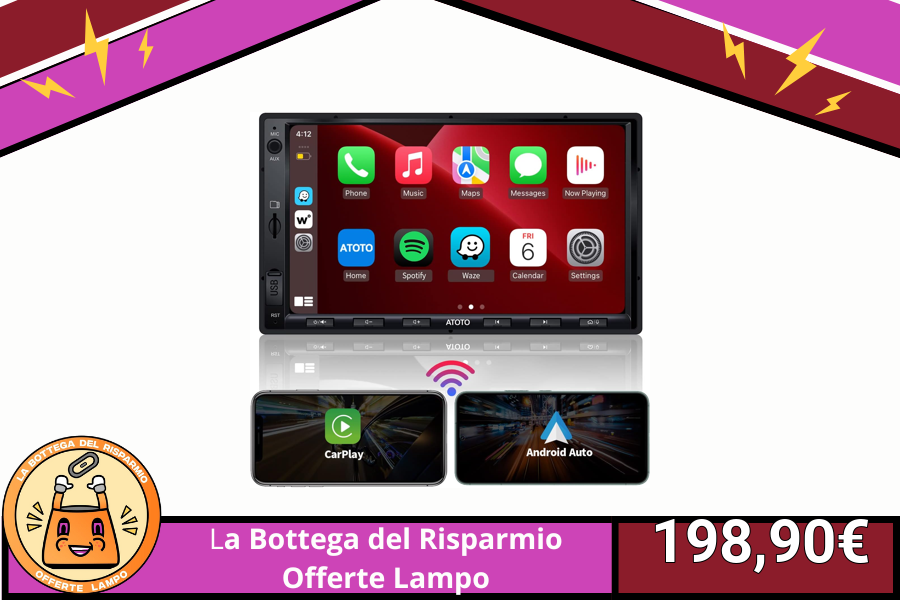 MIC
4:12
AUX
Phone
Music
Maps
Messages
Now Playing
W
ATOTO
FRI
6
USB
Home
Spotify
Waze
Calendar
Settings
RST
ATOTO
CarPlay
Android Auto
LA BOTTEGA DEL RISPARMIO
OFFERTE LAMPO
La Bottega del Risparmio
Offerte Lampo
198,90€